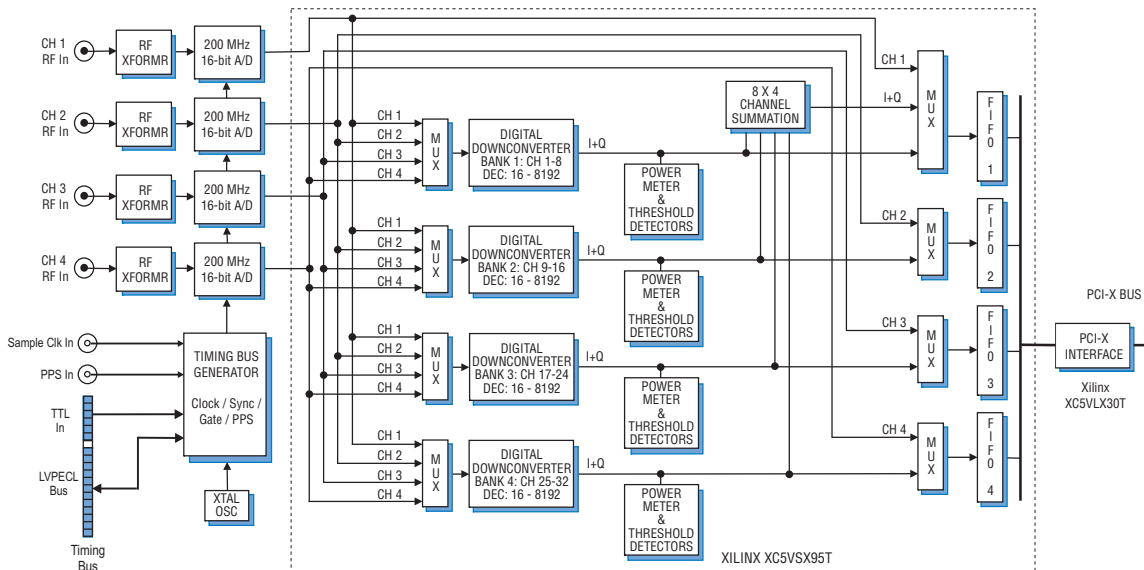 CH 1
RF In
RF
XFORMR
200 MHz
16-bit A/D
CH 2
RF In
RF
XFORMR
200 MHz
16-bit A/D
CH 3
RF In
RF
XFORMR
200 MHz
16-bit A/D
CH 4
RF In
RF
XFORMR
200 MHz
16-bit A/D
Sample Clk In
PPS In
TTL
In
LVPECL
Bus
Timing
Bus
TIMING BUS
GENERATOR
Clock / Sync /
Gate / PPS
XTAL
OSC
CH 1
CH 2
CH 3
CH 4
MUX
DIGITAL
DOWNCONVERTER
BANK 1: CH 1-8
DEC: 16 - 8192
I+Q
POWER
METER
&
THRESHOLD
DETECTORS
CH 1
CH 2
CH 3
CH 4
MUX
DIGITAL
DOWNCONVERTER
BANK 2: CH 9-16
DEC: 16 - 8192
I+Q
POWER
METER
&
THRESHOLD
DETECTORS
CH 1
CH 2
CH 3
CH 4
MUX
DIGITAL
DOWNCONVERTER
BANK 3: CH 17-24
DEC: 16 - 8192
I+Q
POWER
METER
&
THRESHOLD
DETECTORS
CH 1
CH 2
CH 3
CH 4
MUX
DIGITAL
DOWNCONVERTER
BANK 4: CH 25-32
DEC: 16 - 8192
I+Q
POWER
METER
&
THRESHOLD
DETECTORS
8 X 4
CHANNEL
SUMMATION
I+Q
CH 1
MUX
FIFO 1
CH 2
MUX
FIFO 2
CH 3
MUX
FIFO 3
CH 4
MUX
FIFO 4
XILINX XC5VSX95T
PCI-X BUS
PCI-X
INTERFACE
Xilinx
XC5VLX30T